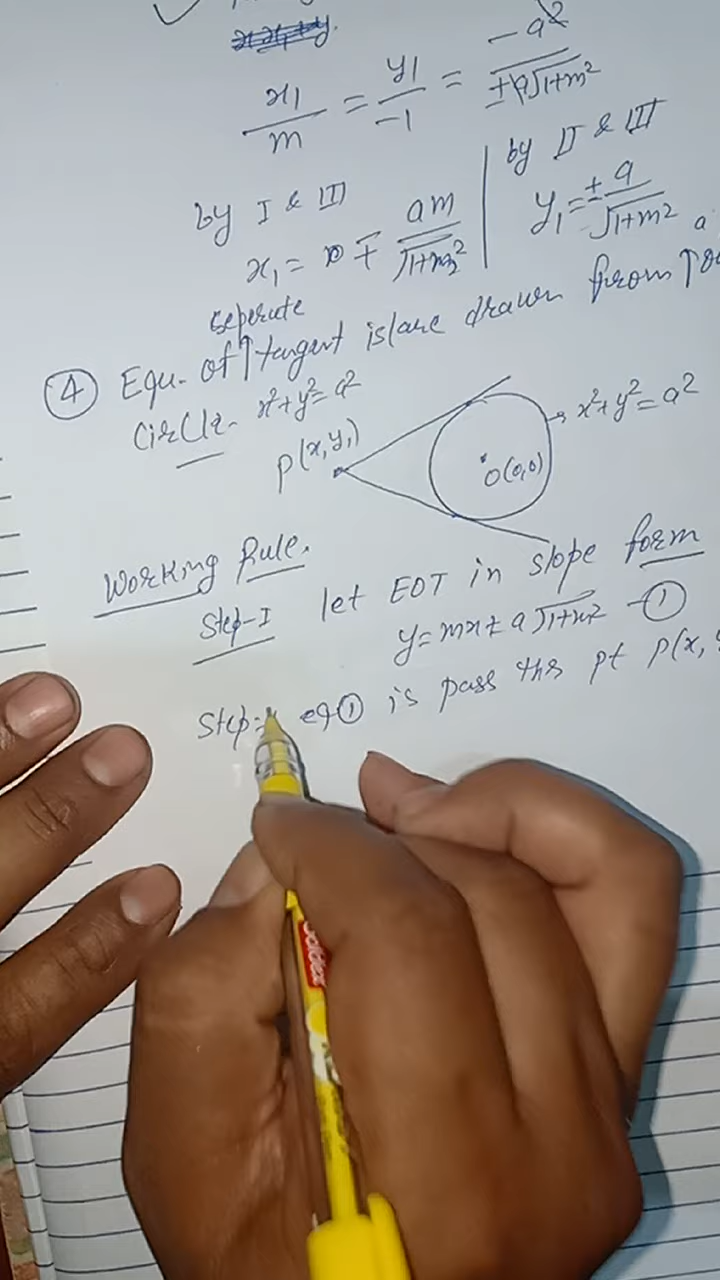 x₁/m = y₁/-1 = -a²/±a√1+m²
by I & III
x₁ = ∓ am/√1+m²
by II & III
y₁ = ± a/√1+m²
seperate
④ Equ. of ↑ tangent is/are drawn from
Circle x²+y²=a²
P(x,y₁)
x²+y²=a²
O(0,0)
Working Rule.
Step-I let EOT in slope form
y=mx±a√1+m² -①
Step- eq① is pass thr pt P(x,